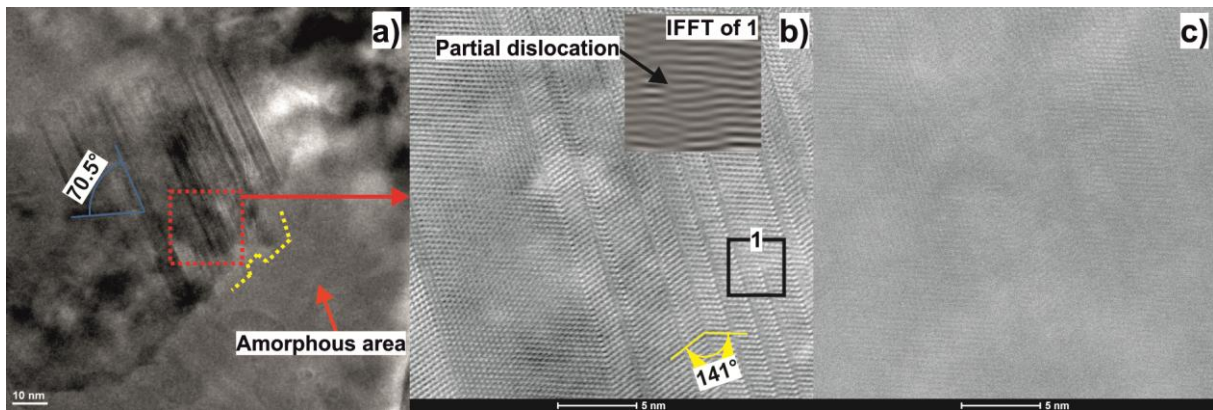 a)
70.5°
Amorphous area
10 nm
IFFT of 1
b)
Partial dislocation
1
141°
5 nm
c)
5 nm